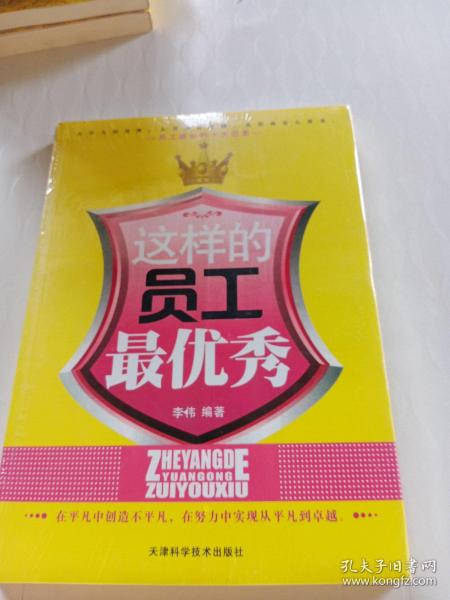 这样的
员工
最优秀
李伟 编著
ZHEYANGDE
YUANGONG
ZUIYOUXIU
在平凡中创造不平凡，在努力中实现从平凡到卓越。
天津科学技术出版社
孔夫子旧书网
www.kongfz.com